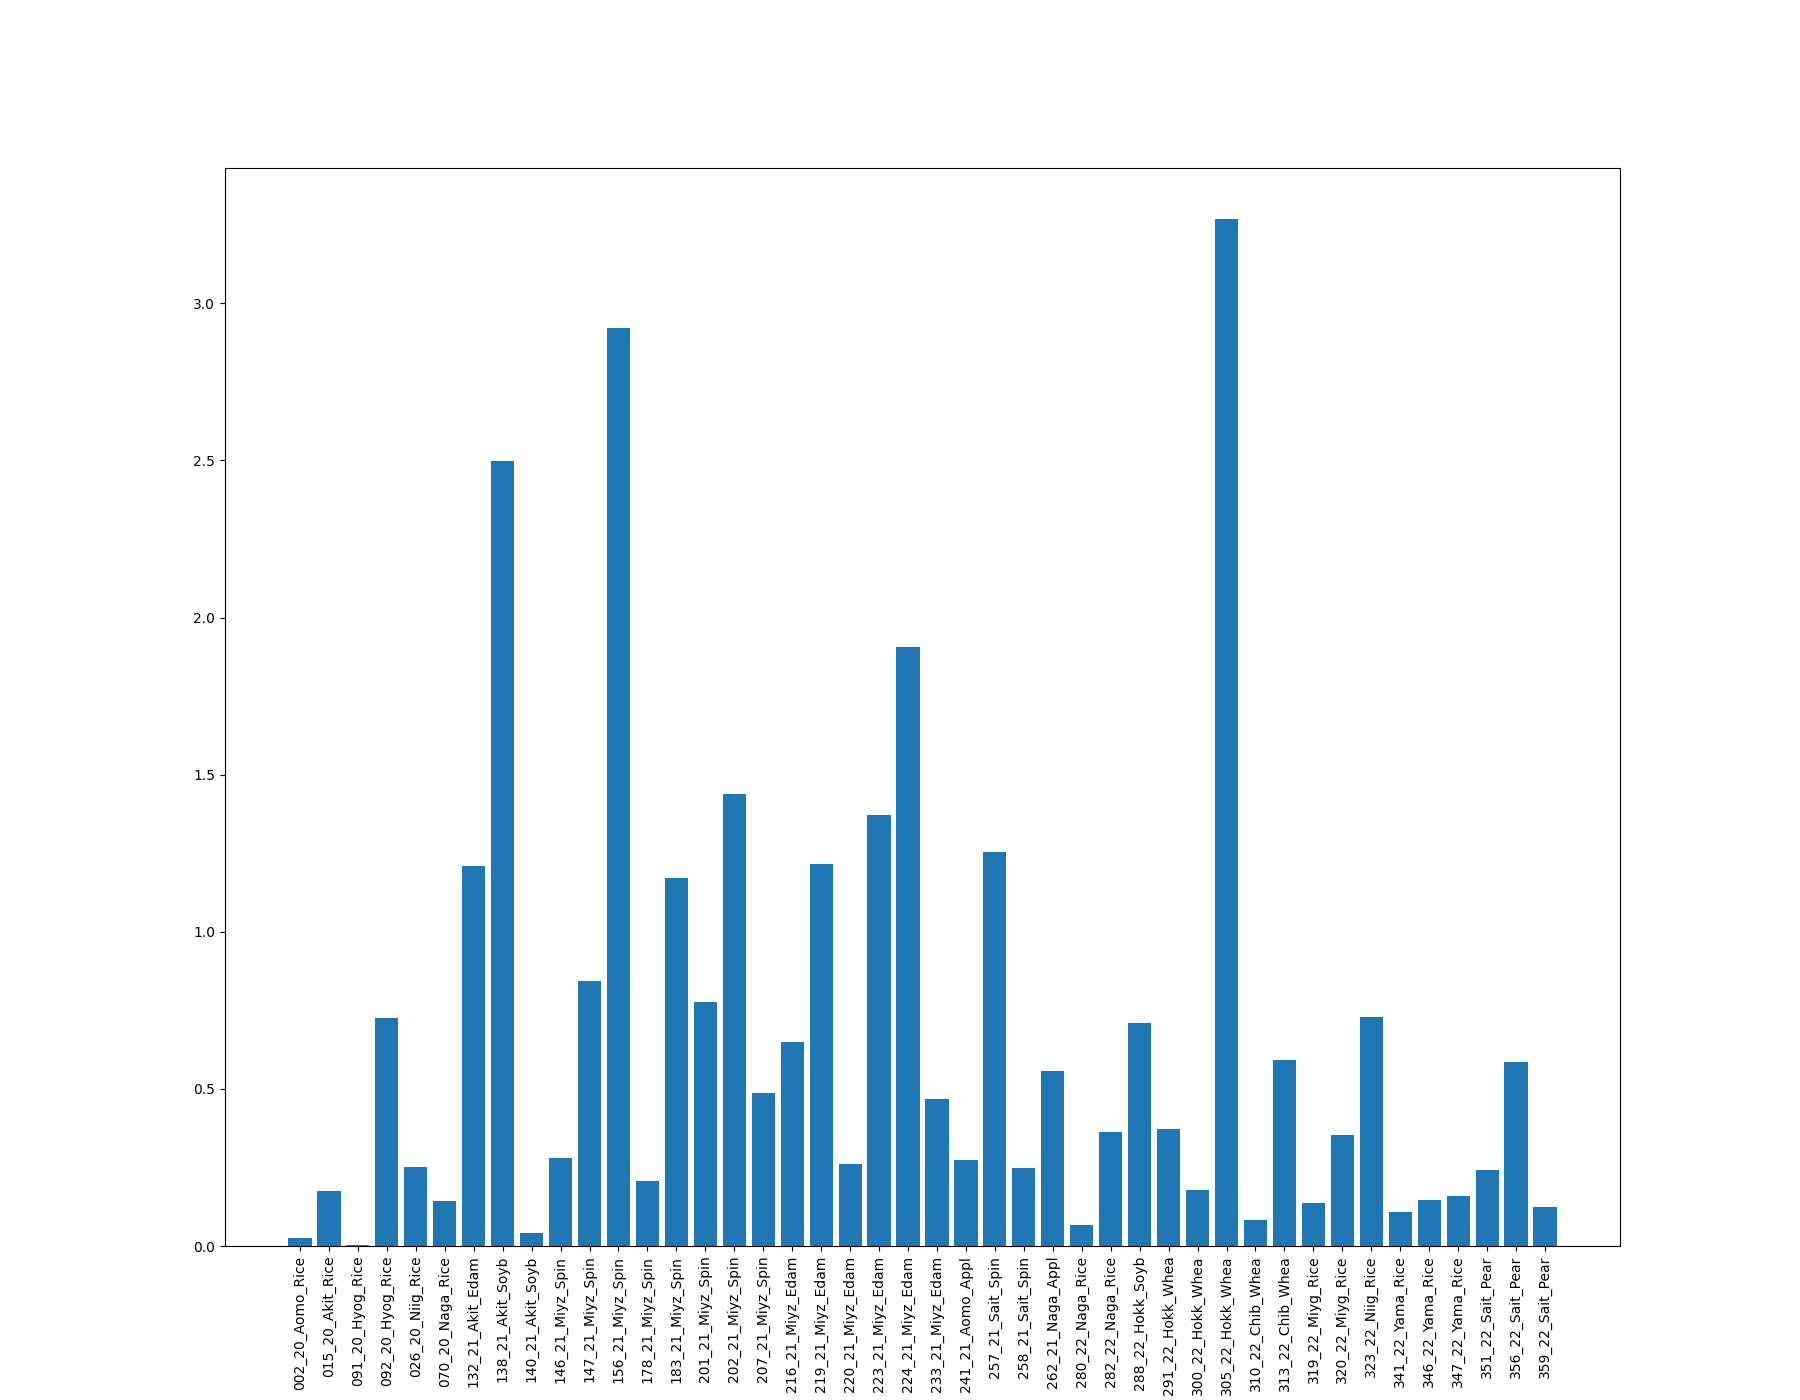 3.0
2.5
2.0
1.5
1.0
0.5
0.0
002_20_Aomo_Rice
015_20_Akit_Rice
091_20_Hyog_Rice
092_20_Hyog_Rice
026_20_Niig_Rice
070_20_Naga_Rice
132_21_Akit_Edam
138_21_Akit_Soyb
140_21_Akit_Soyb
146_21_Miyz_Spin
147_21_Miyz_Spin
156_21_Miyz_Spin
178_21_Miyz_Spin
183_21_Miyz_Spin
201_21_Miyz_Spin
202_21_Miyz_Spin
207_21_Miyz_Spin
216_21_Miyz_Edam
219_21_Miyz_Edam
220_21_Miyz_Edam
223_21_Miyz_Edam
224_21_Miyz_Edam
233_21_Miyz_Edam
241_21_Aomo_Appl
257_21_Sait_Spin
258_21_Sait_Spin
262_21_Naga_Appl
280_22_Naga_Rice
282_22_Naga_Rice
288_22_Hokk_Soyb
291_22_Hokk_Whea
300_22_Hokk_Whea
305_22_Hokk_Whea
310_22_Chib_Whea
313_22_Chib_Whea
319_22_Miyg_Rice
320_22_Miyg_Rice
323_22_Niig_Rice
341_22_Yama_Rice
346_22_Yama_Rice
347_22_Yama_Rice
351_22_Sait_Pear
356_22_Sait_Pear
359_22_Sait_Pear